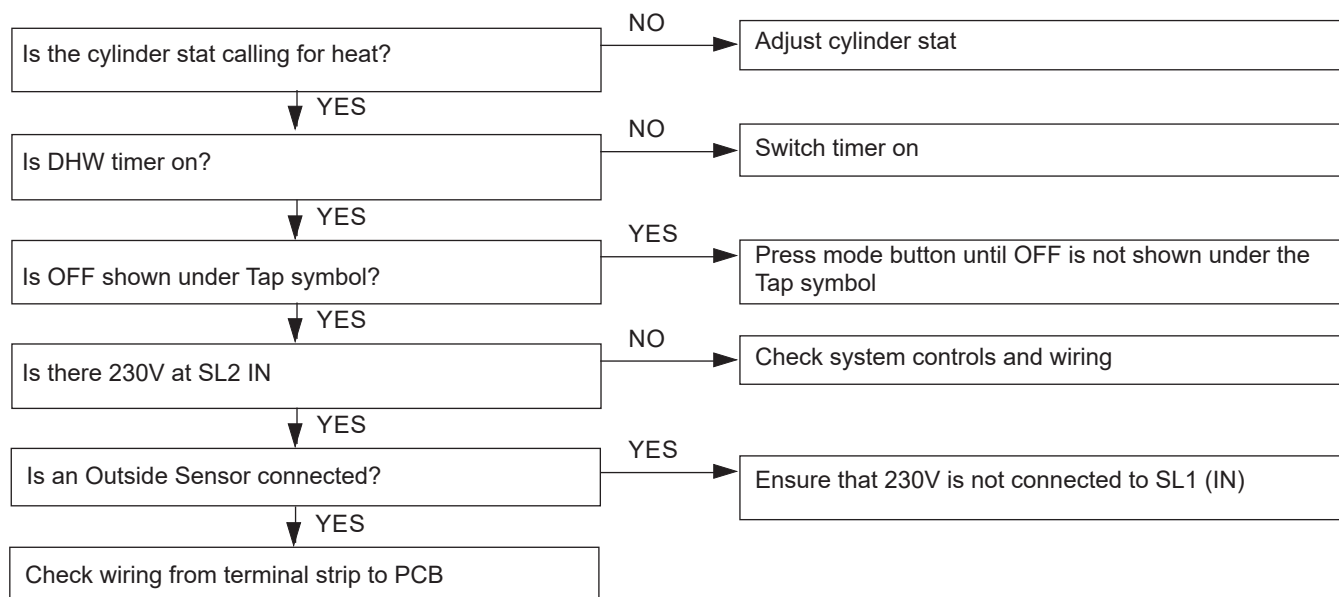 Is the cylinder stat calling for heat?
NO
Adjust cylinder stat
YES
Is DHW timer on?
NO
Switch timer on
YES
Is OFF shown under Tap symbol?
YES
Press mode button until OFF is not shown under the
Tap symbol
YES
Is there 230V at SL2 IN
NO
Check system controls and wiring
YES
Is an Outside Sensor connected?
YES
Ensure that 230V is not connected to SL1 (IN)
YES
Check wiring from terminal strip to PCB